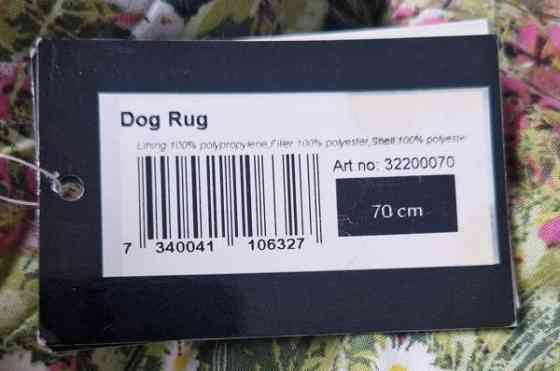 Dog Rug
Lining 100% polypropylene,Filler 100% polyester,Shell 100% polyester
Art no: 32200070
70 cm
7 340041 106327